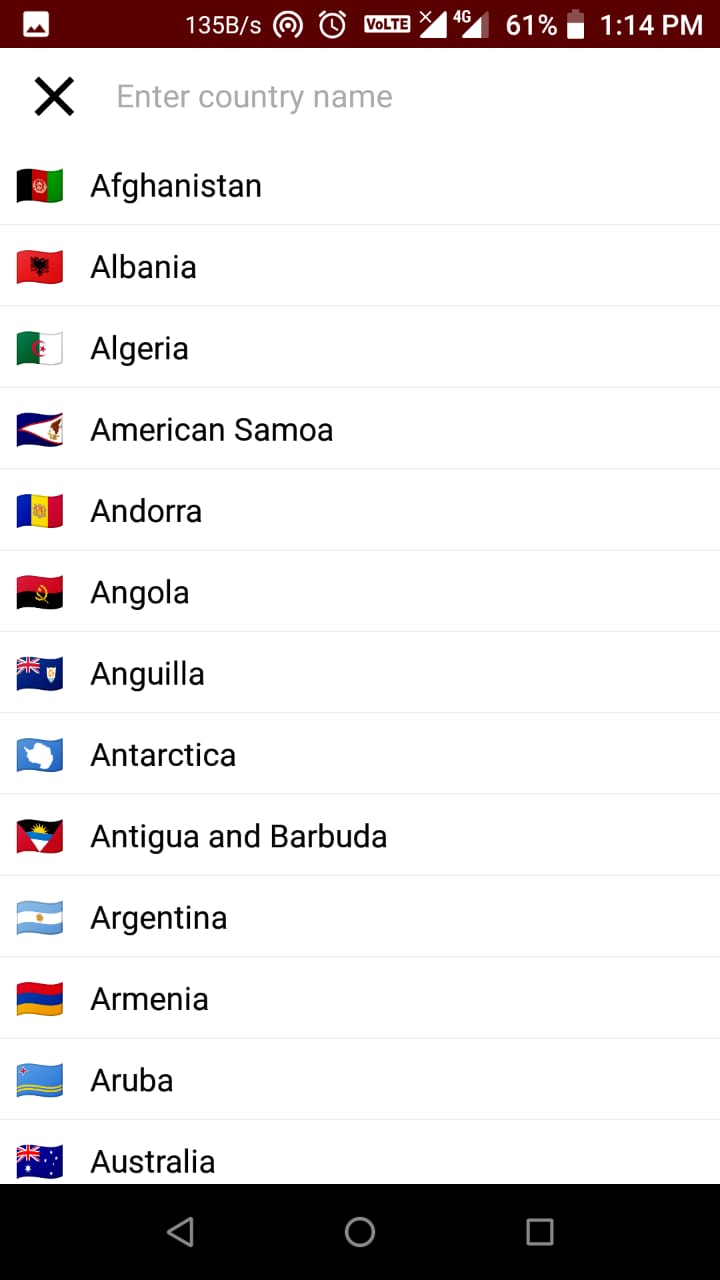 135B/s VoLTE 4G 61% 1:14 PM
Enter country name
Afghanistan
Albania
Algeria
American Samoa
Andorra
Angola
Anguilla
Antarctica
Antigua and Barbuda
Argentina
Armenia
Aruba
Australia